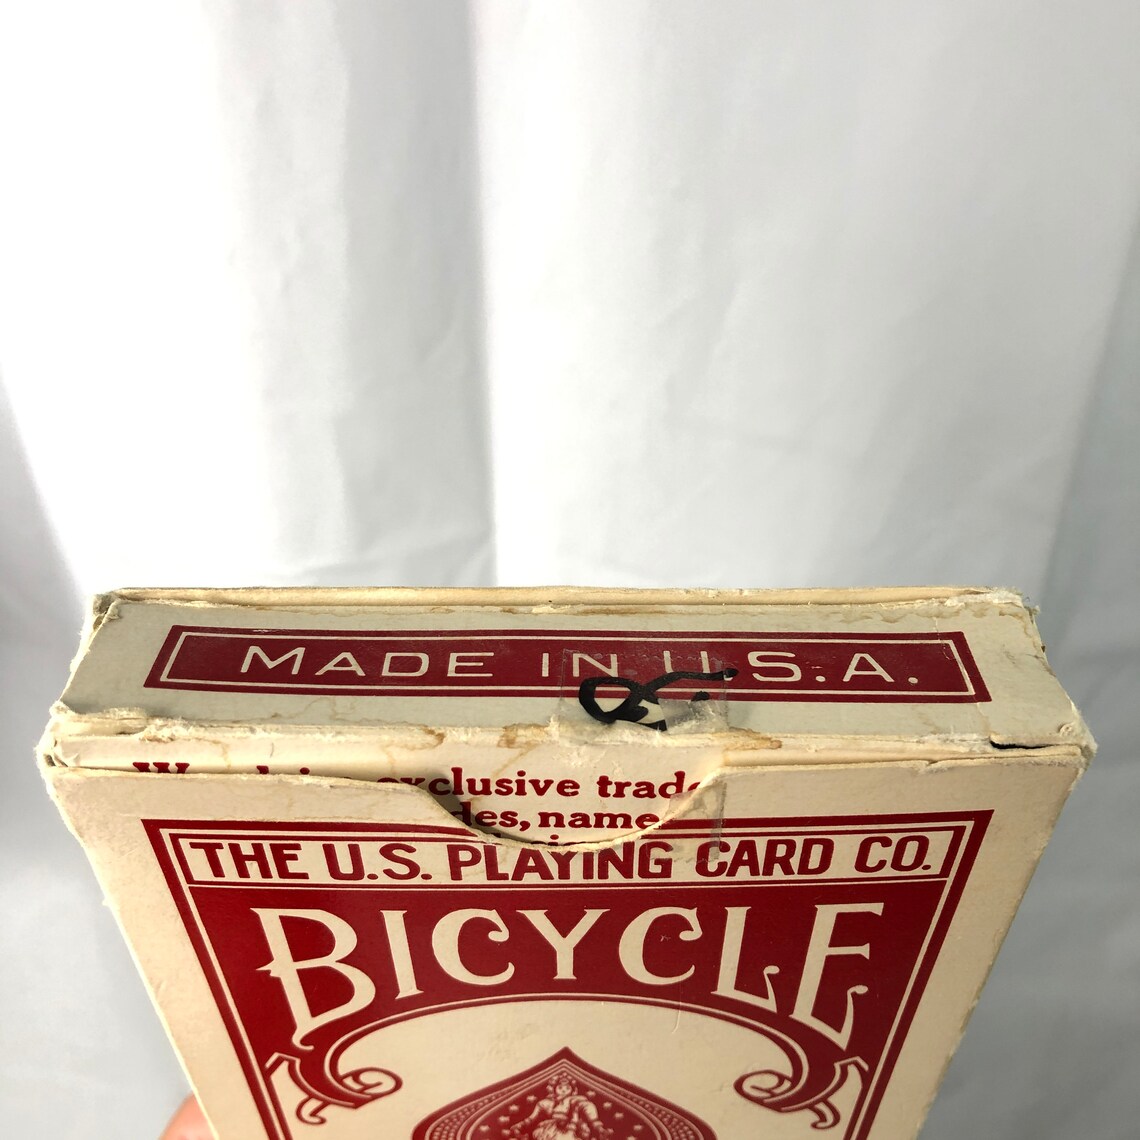 MADE IN U.S.A.
exclusive trade
des, name
THE U.S. PLAYING CARD CO.
BICYCLE